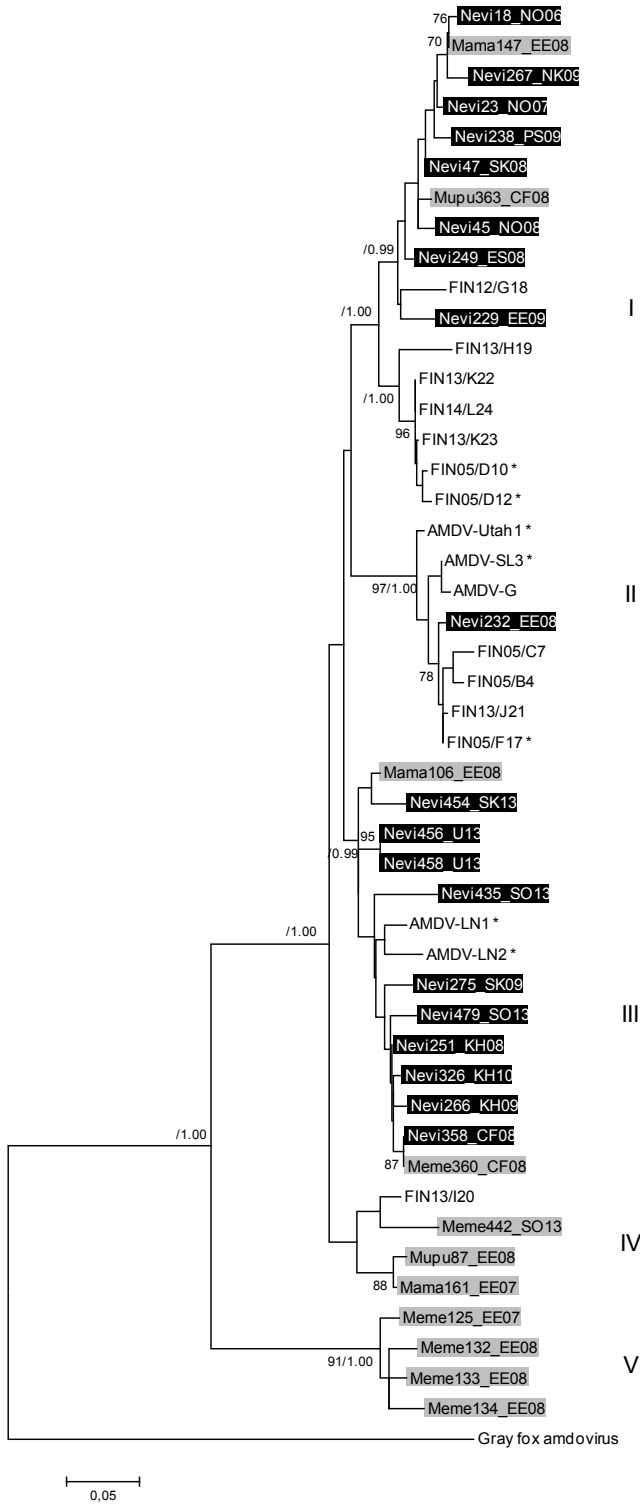 76
Nevi18_NO06
70
Mama147_EE08
Nevi267_NK09
Nevi23_NO07
Nevi238_PS09
Nevi47_SK08
Mupu363_CF08
Nevi45_NO08
/0.99
Nevi249_ES08
FIN12/G18
I
Nevi229_EE09
/1.00
FIN13/H19
FIN13/K22
/1.00
FIN14/L24
96
FIN13/K23
FIN05/D10 *
FIN05/D12 *
AMDV-Utah1 *
AMDV-SL3 *
97/1.00
AMDV-G
II
Nevi232_EE08
FIN05/C7
78
FIN05/B4
FIN13/J21
FIN05/F17 *
Mama106_EE08
Nevi454_SK13
95
Nevi456_U13
/0.99
Nevi458_U13
Nevi435_SO13
AMDV-LN1 *
/1.00
AMDV-LN2 *
Nevi275_SK09
III
Nevi479_SO13
Nevi251_KH08
Nevi326_KH10
Nevi266_KH09
/1.00
Nevi358_CF08
87
Meme360_CF08
FIN13/I20
Meme442_SO13
IV
Mupu87_EE08
88
Mama161_EE07
Meme125_EE07
Meme132_EE08
91/1.00
V
Meme133_EE08
Meme134_EE08
Gray fox amdovirus
0,05